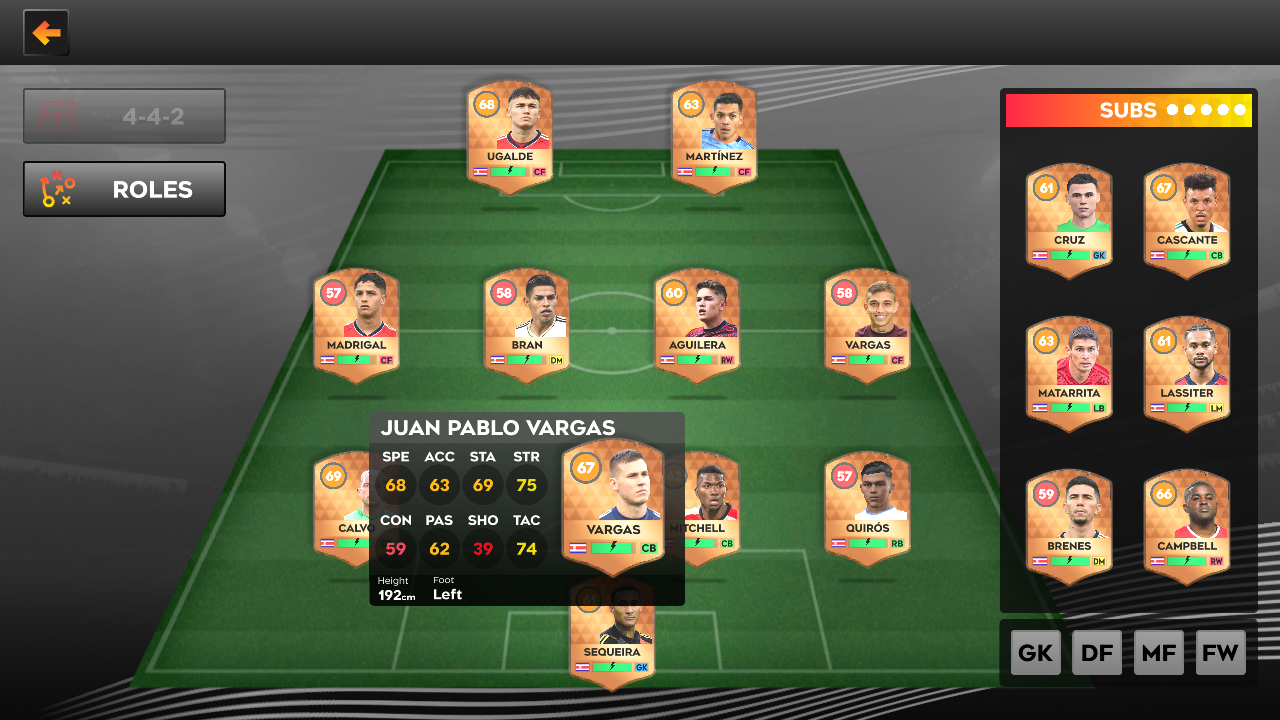 4-4-2
ROLES
68
UGALDE
CF
63
MARTÍNEZ
CF
57
MADRIGAL
CF
58
BRAN
DM
60
AGUILERA
RW
58
VARGAS
CF
69
CALVO
JUAN PABLO VARGAS
SPE ACC STA STR
68 63 69 75
CON PAS SHO TAC
59 62 39 74
Height
192cm
Foot
Left
67
VARGAS
CB
MITCHELL
CB
57
QUIRÓS
RB
SEQUEIRA
GK
SUBS
61
CRUZ
GK
67
CASCANTE
CB
63
MATARRITA
LB
61
LASSITER
LM
59
BRENES
DM
66
CAMPBELL
RW
GK DF MF FW